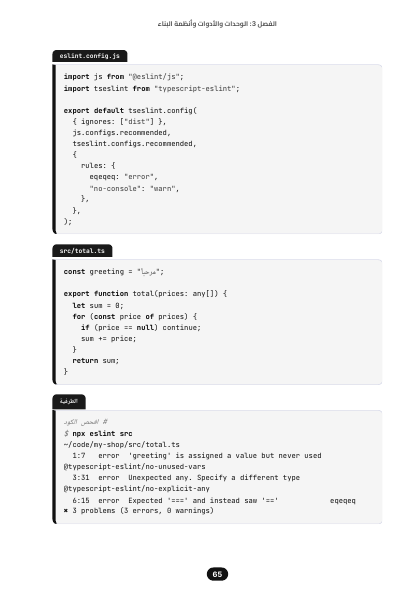 الفصل 3: الوحدات والأدوات وأنظمة البناء
eslint.config.js
import js from "@eslint/js";
import tseslint from "typescript-eslint";
export default tseslint.config(
  { ignores: ["dist"] },
  js.configs.recommended,
  tseslint.configs.recommended,
  {
    rules: {
      eqeqeq: "error",
      "no-console": "warn",
    },
  },
);
src/total.ts
const greeting = "مرحبا";
export function total(prices: any[]) {
  let sum = 0;
  for (const price of prices) {
    if (price == null) continue;
    sum += price;
  }
  return sum;
}
الطرفية
# افحص الكود
$ npx eslint src
~/code/my-shop/src/total.ts
  1:7   error  'greeting' is assigned a value but never used
@typescript-eslint/no-unused-vars
  3:31  error  Unexpected any. Specify a different type
@typescript-eslint/no-explicit-any
  6:15  error  Expected '===' and instead saw '=='            eqeqeq
✖ 3 problems (3 errors, 0 warnings)
65